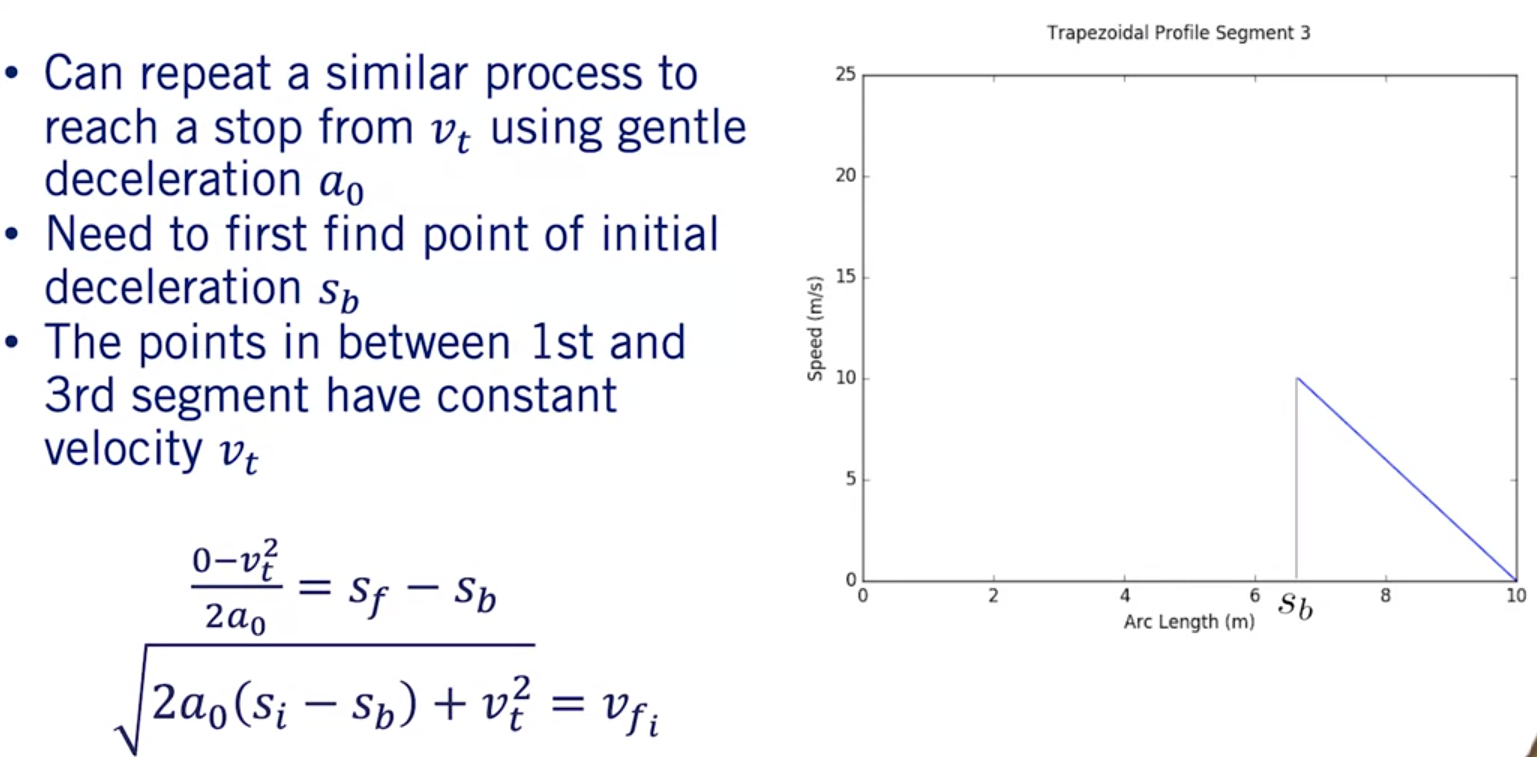 • Can repeat a similar process to
reach a stop from v_t using gentle
deceleration a_0
• Need to first find point of initial
deceleration s_b
• The points in between 1st and
3rd segment have constant
velocity v_t
\frac{0-v_t^2}{2a_0} = s_f - s_b
\sqrt{2a_0(s_i - s_b) + v_t^2} = v_{f_i}
Trapezoidal Profile Segment 3
25
20
15
10
5
0
Speed (m/s)
0 2 4 6 s_b 8 10
Arc Length (m)